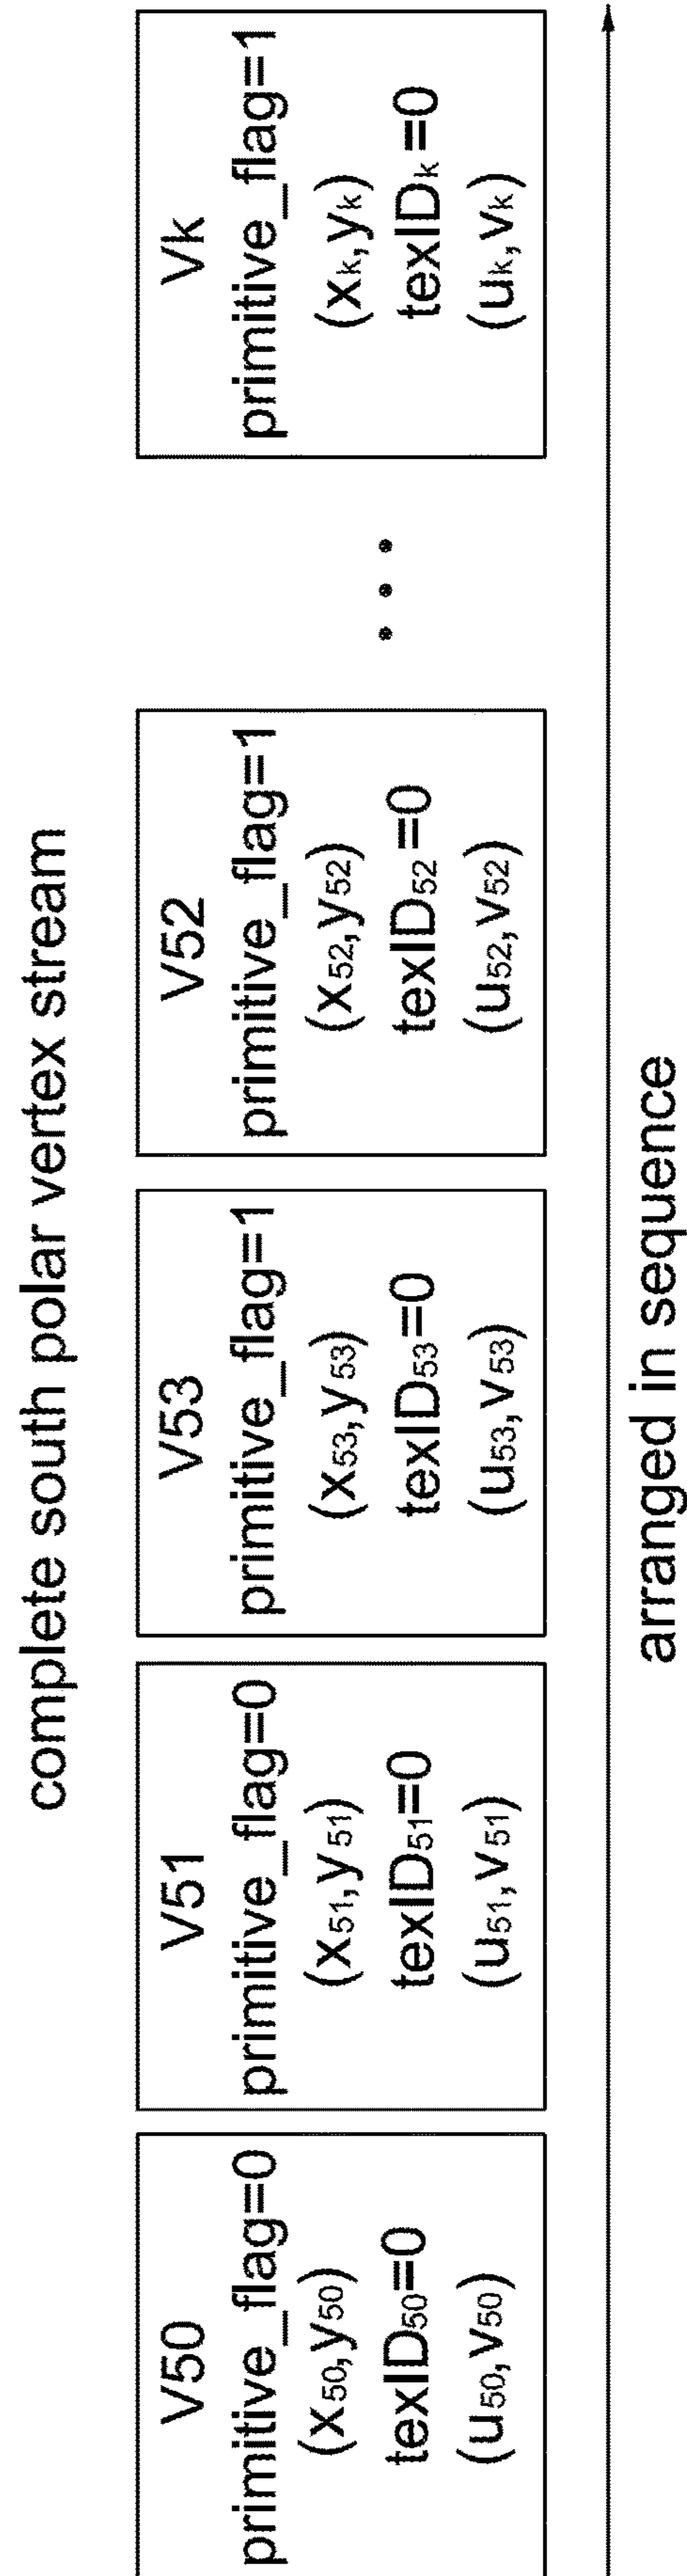 complete south polar vertex stream
V50
primitive_flag=0
(x50,y50)
texID50=0
(u50,v50)
V51
primitive_flag=0
(x51,y51)
texID51=0
(u51,v51)
V53
primitive_flag=1
(x53,y53)
texID53=0
(u53,v53)
V52
primitive_flag=1
(x52,y52)
texID52=0
(u52,v52)
• • •
Vk
primitive_flag=1
(xk,yk)
texIDk=0
(uk,vk)
arranged in sequence